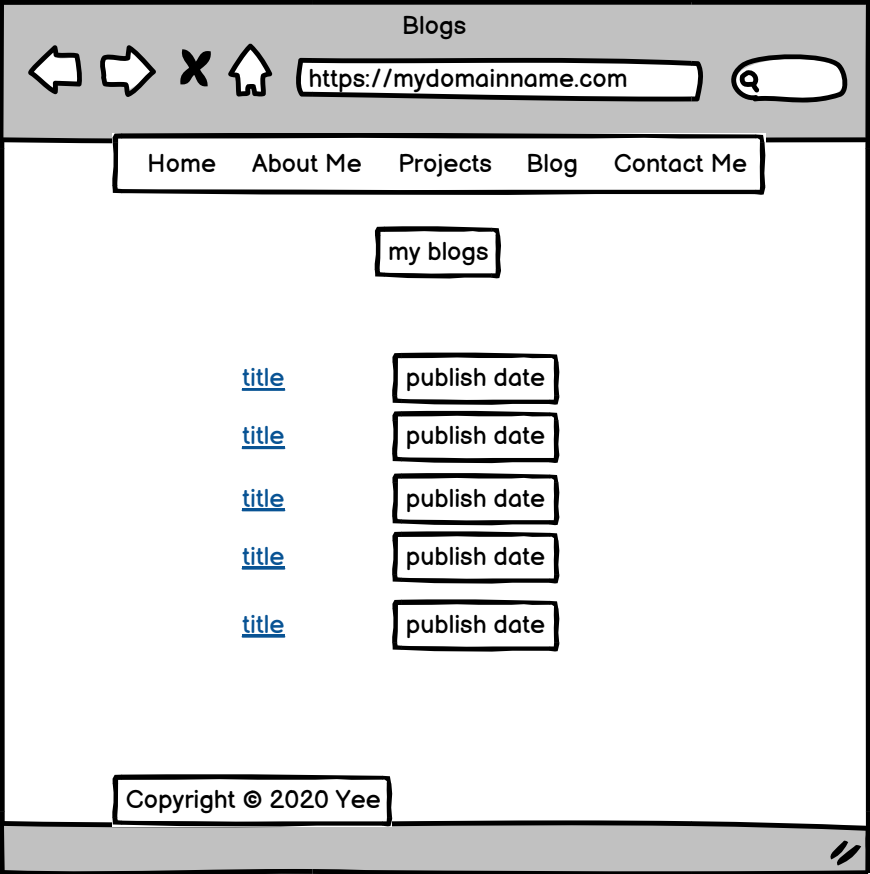 Blogs
https://mydomainname.com
Home About Me Projects Blog Contact Me
my blogs
title publish date
title publish date
title publish date
title publish date
title publish date
Copyright © 2020 Yee